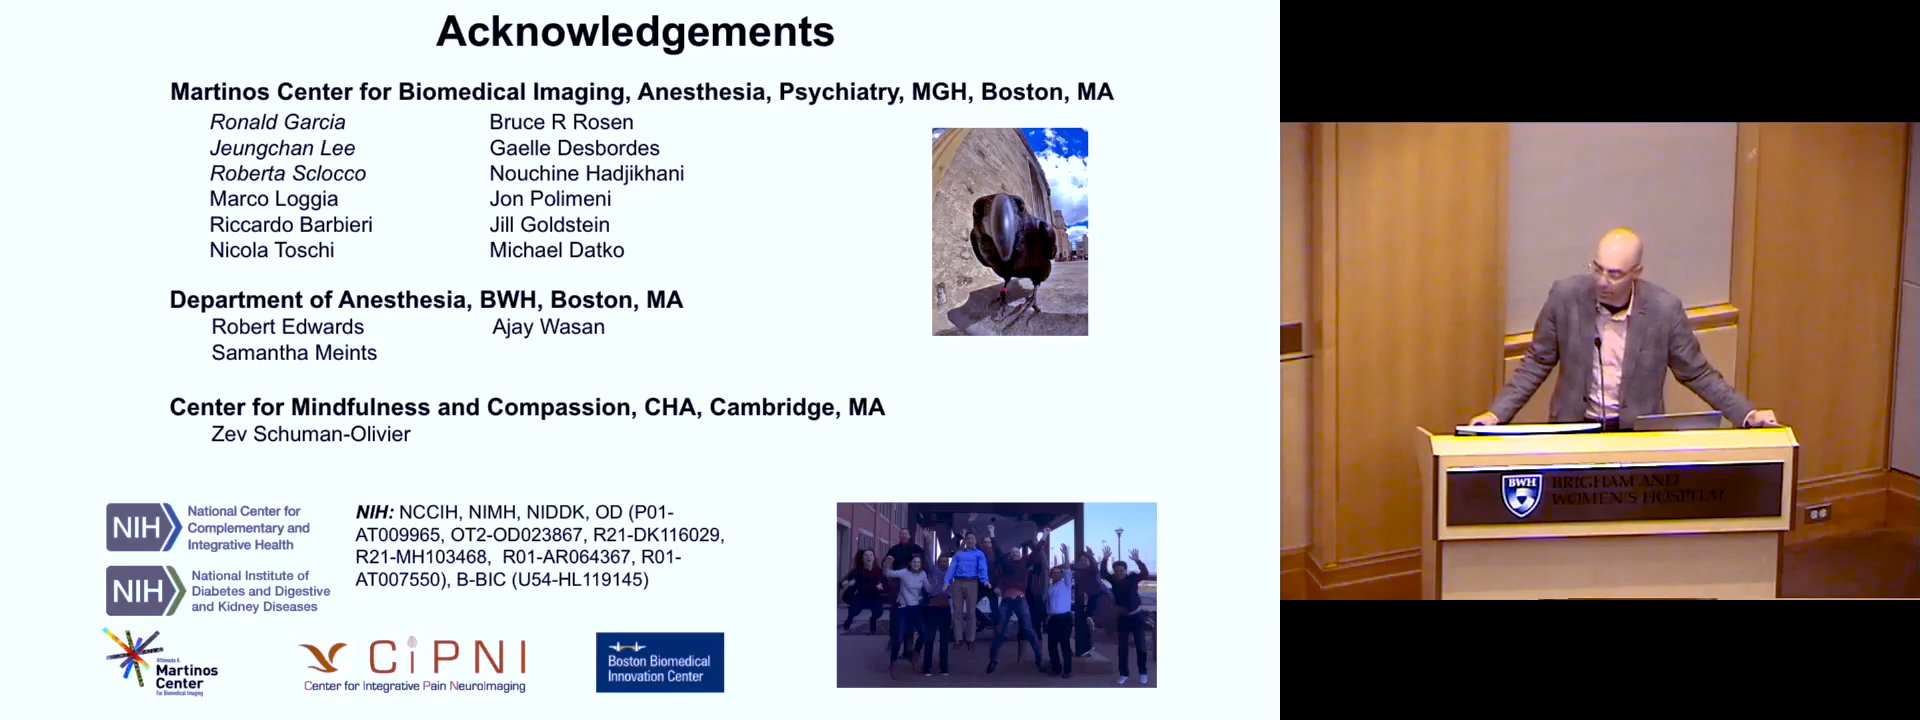 Acknowledgements
Martinos Center for Biomedical Imaging, Anesthesia, Psychiatry, MGH, Boston, MA
Ronald Garcia
Jeungchan Lee
Roberta Sclocco
Marco Loggia
Riccardo Barbieri
Nicola Toschi
Bruce R Rosen
Gaelle Desbordes
Nouchine Hadjikhani
Jon Polimeni
Jill Goldstein
Michael Datko
Department of Anesthesia, BWH, Boston, MA
Robert Edwards
Samantha Meints
Ajay Wasan
Center for Mindfulness and Compassion, CHA, Cambridge, MA
Zev Schuman-Olivier
NIH
National Center for
Complementary and
Integrative Health
NIH
National Institute of
Diabetes and Digestive
and Kidney Diseases
NIH: NCCIH, NIMH, NIDDK, OD (P01-
AT009965, OT2-OD023867, R21-DK116029,
R21-MH103468, R01-AR064367, R01-
AT007550), B-BIC (U54-HL119145)
Athinoula A.
Martinos
Center
For Biomedical Imaging
CiPNI
Center for Integrative Pain NeuroImaging
Boston Biomedical
Innovation Center
BWH
BRIGHAM AND
WOMEN'S HOSPITAL